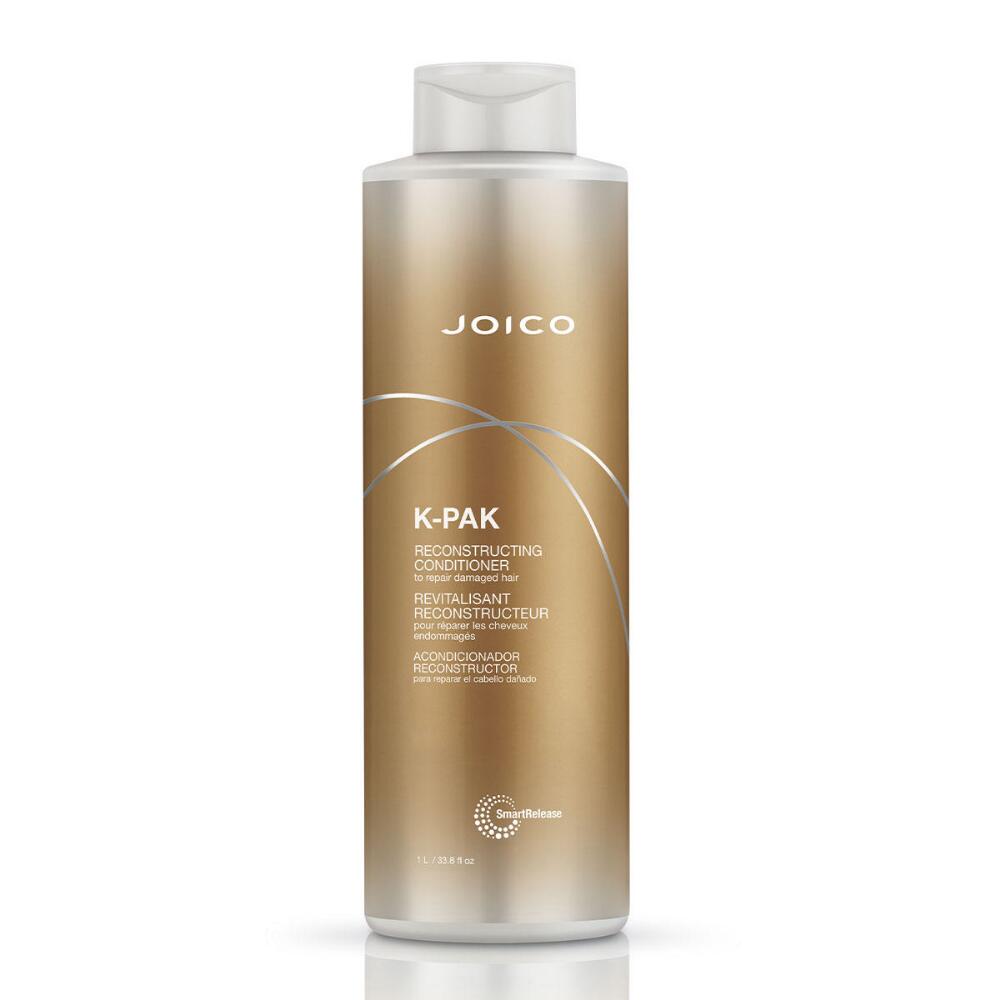 JOICO
K-PAK
RECONSTRUCTING
CONDITIONER
to repair damaged hair
REVITALISANT
RECONSTRUCTEUR
pour réparer les cheveux
endommagés
ACONDICIONADOR
RECONSTRUCTOR
para reparar el cabello dañado
SmartRelease
1 L / 33.8 fl oz